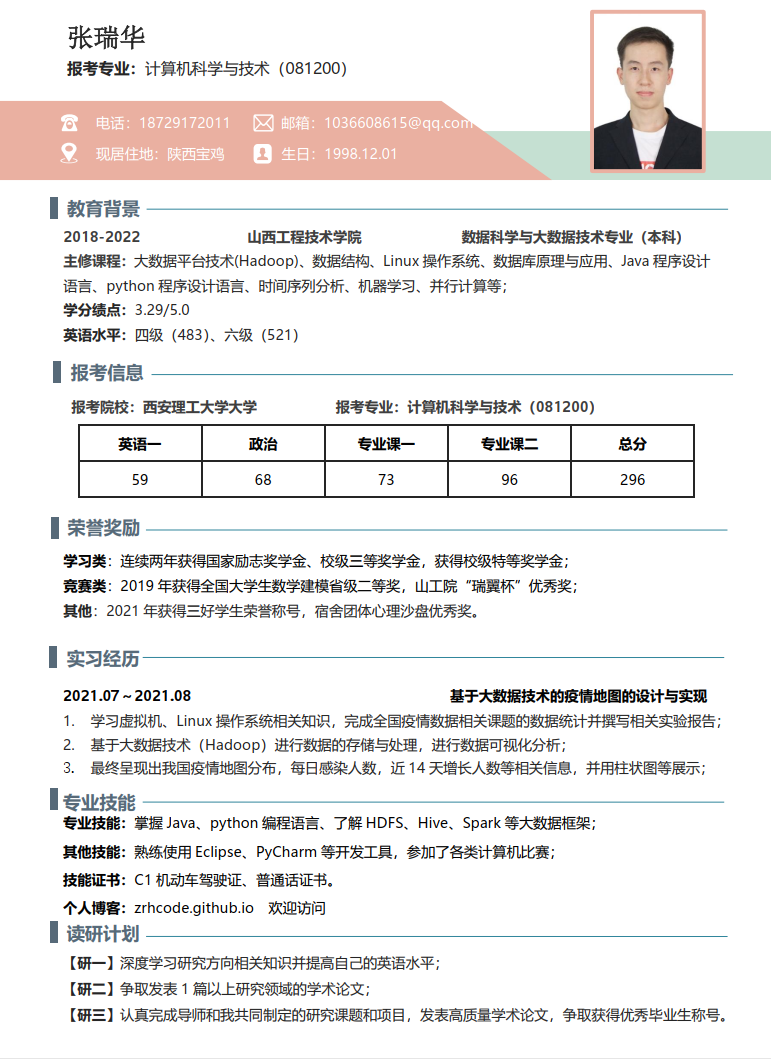 张瑞华
报考专业：计算机科学与技术（081200）
电话：18729172011 邮箱：1036608615@qq.com
现居住地：陕西宝鸡 生日：1998.12.01
教育背景
2018-2022 山西工程技术学院 数据科学与大数据技术专业（本科）
主修课程：大数据平台技术(Hadoop)、数据结构、Linux 操作系统、数据库原理与应用、Java 程序设计
语言、python 程序设计语言、时间序列分析、机器学习、并行计算等；
学分绩点：3.29/5.0
英语水平：四级（483）、六级（521）
报考信息
报考院校：西安理工大学大学 报考专业：计算机科学与技术（081200）
英语一 政治 专业课一 专业课二 总分
59 68 73 96 296
荣誉奖励
学习类：连续两年获得国家励志奖学金、校级三等奖学金，获得校级特等奖学金；
竞赛类：2019 年获得全国大学生数学建模省级二等奖，山工院“瑞翼杯”优秀奖；
其他：2021 年获得三好学生荣誉称号，宿舍团体心理沙盘优秀奖。
实习经历
2021.07～2021.08 基于大数据技术的疫情地图的设计与实现
1. 学习虚拟机、Linux 操作系统相关知识，完成全国疫情数据相关课题的数据统计并撰写相关实验报告；
2. 基于大数据技术（Hadoop）进行数据的存储与处理，进行数据可视化分析；
3. 最终呈现出我国疫情地图分布，每日感染人数，近 14 天增长人数等相关信息，并用柱状图等展示；
专业技能
专业技能：掌握 Java、python 编程语言、了解 HDFS、Hive、Spark 等大数据框架；
其他技能：熟练使用 Eclipse、PyCharm 等开发工具，参加了各类计算机比赛；
技能证书：C1 机动车驾驶证、普通话证书。
个人博客：zrhcode.github.io 欢迎访问
读研计划
【研一】深度学习研究方向相关知识并提高自己的英语水平；
【研二】争取发表 1 篇以上研究领域的学术论文；
【研三】认真完成导师和我共同制定的研究课题和项目，发表高质量学术论文，争取获得优秀毕业生称号。